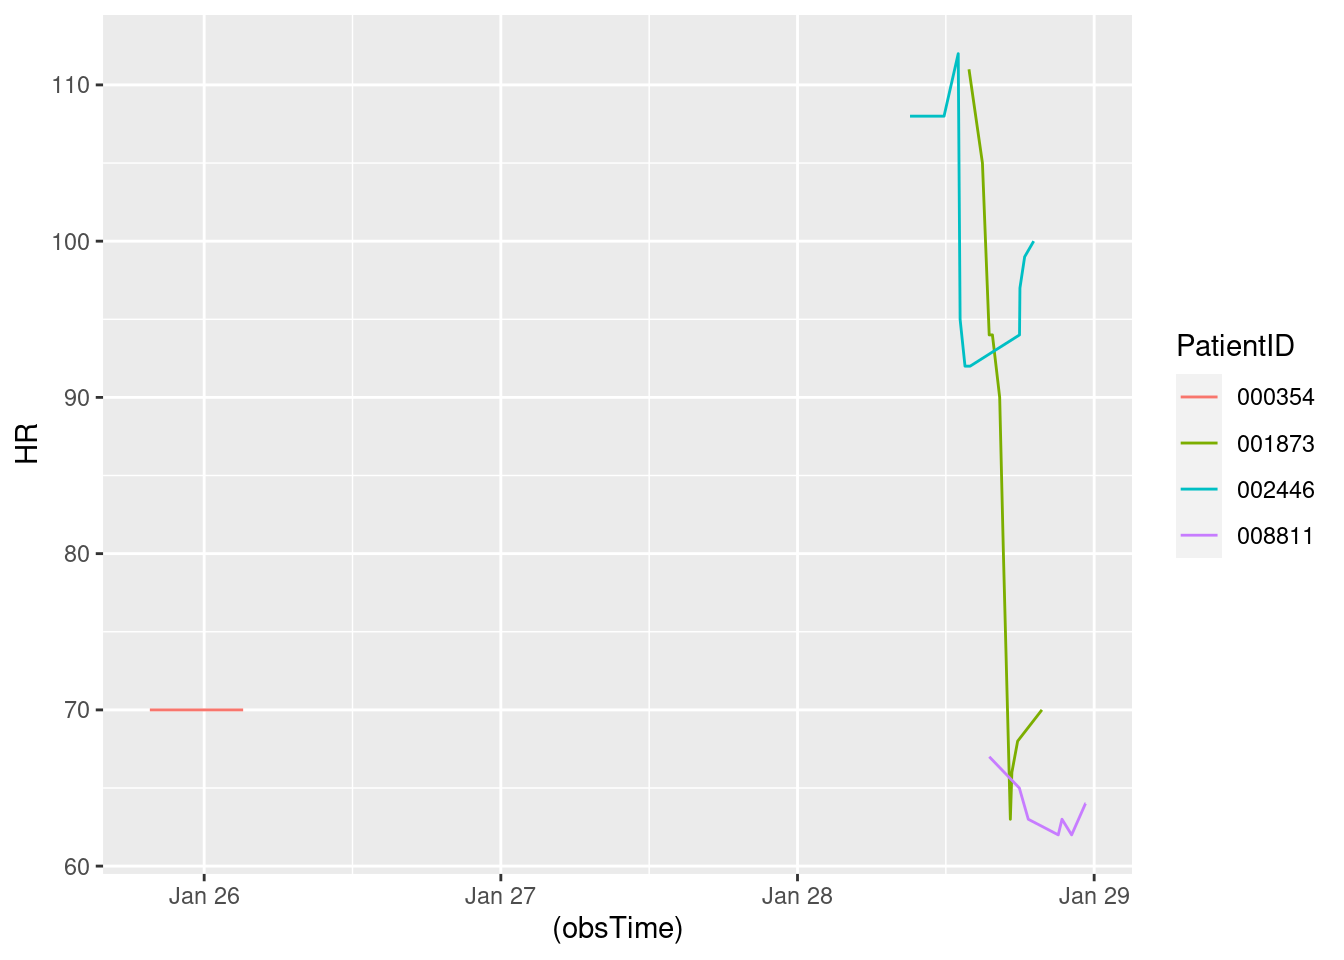 110
100
90
80
70
60
HR
Jan 26
Jan 27
Jan 28
Jan 29
(obsTime)
PatientID
000354
001873
002446
008811